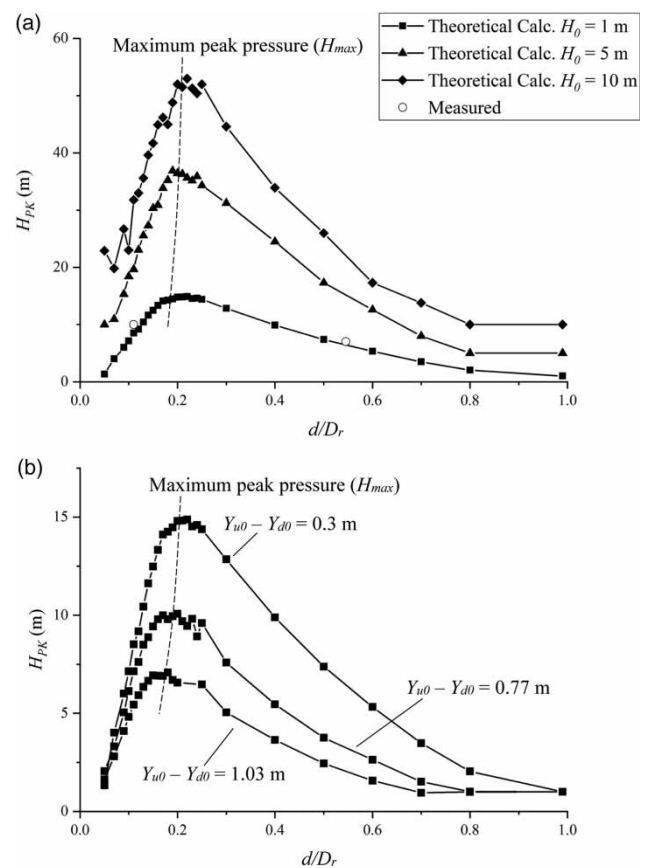 (a)
Theoretical Calc. H0 = 1 m
Theoretical Calc. H0 = 5 m
Theoretical Calc. H0 = 10 m
Measured
Maximum peak pressure (Hmax)
60
40
20
0
HPK (m)
0.0 0.2 0.4 0.6 0.8 1.0
d/Dr
(b)
Maximum peak pressure (Hmax)
Yu0 – Yd0 = 0.3 m
Yu0 – Yd0 = 0.77 m
Yu0 – Yd0 = 1.03 m
15
10
5
0
HPK (m)
0.0 0.2 0.4 0.6 0.8 1.0
d/Dr